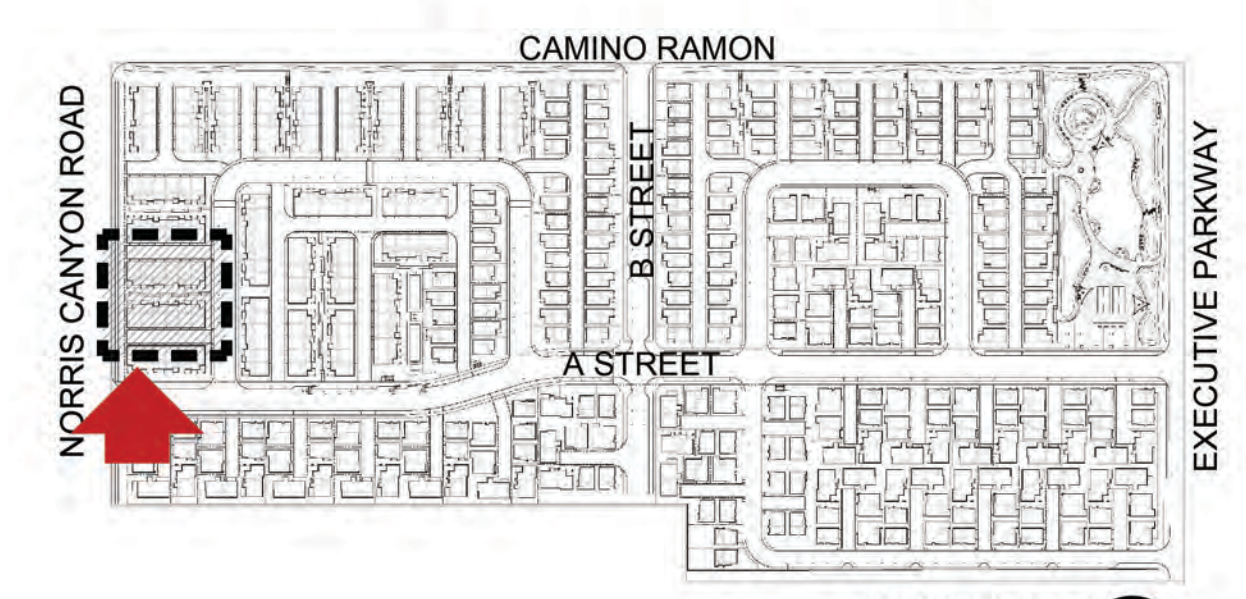 CAMINO RAMON
NORRIS CANYON ROAD
B STREET
EXECUTIVE PARKWAY
A STREET